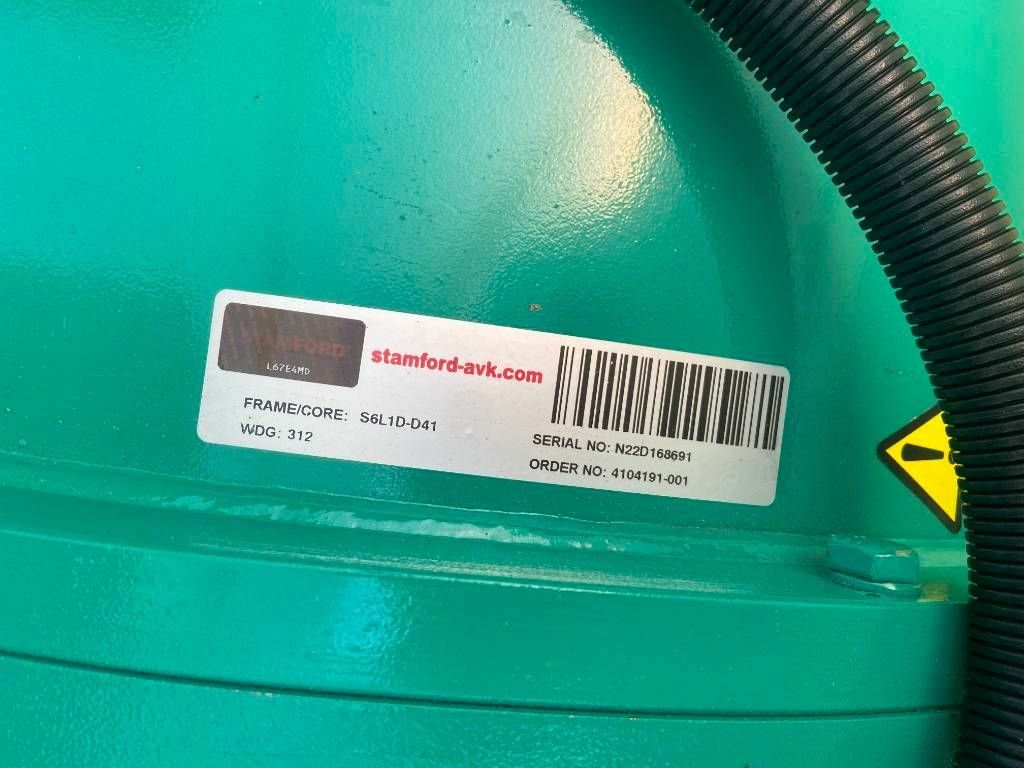 STAMFORD
L67E4MD
stamford-avk.com
FRAME/CORE: S6L1D-D41
WDG: 312
SERIAL NO: N22D168691
ORDER NO: 4104191-001